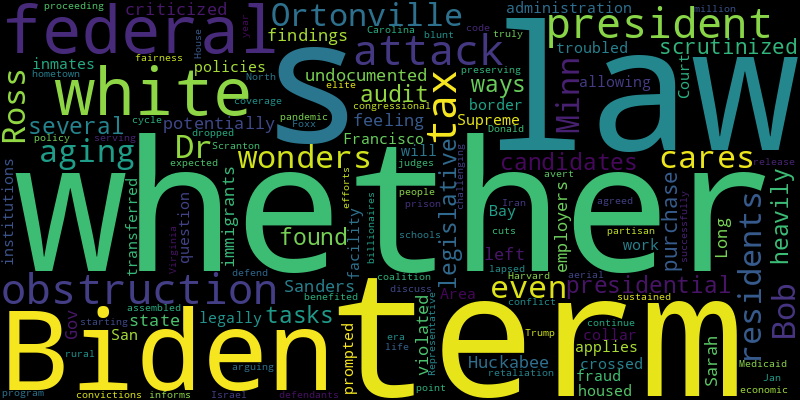 proceeding
criticized
Ortonville
administration
million
federal
president
Carolina
blunt
code
truly
findings
attack
troubled
scrutinized
year
House
fairness
s
law
Ross
inmates
hometown
white
policies
undocumented
preserving
ways
allowing
Court
North
elite
audit
border
Minn
coverage
congressional
tax
several
potentially
pandemic
feeling
Supreme
Donald
policy
cycle
dropped
Foxx
Francisco
serving
Scranton
aging
Dr
wonders
will
judges
legislative
candidates
cares
expected
challenging
release
whether
institutions
transferred
Virginia
question
immigrants
efforts
billionaires
people
prison
Iran
avert
employers
agreed
purchase
successfully
residents
heavily
Long
found
facility
schools
Bay
cuts
partisan
work
left
defend
coalition
lapsed
Harvard
aerial
obstruction
Sanders
discuss
Area
even
presidential
Bob
benefited
violated
Representative
conflict
sustained
Biden
term
Gov
assembled
starting
state
legally
tasks
San
prompted
era
life
Trump
continue
collar
applies
Sarah
rural
arguing
point
Huckabee
retaliation
crossed
fraud
housed
Medicaid
Jan
economic
program
convictions
informs
Israel
defendants